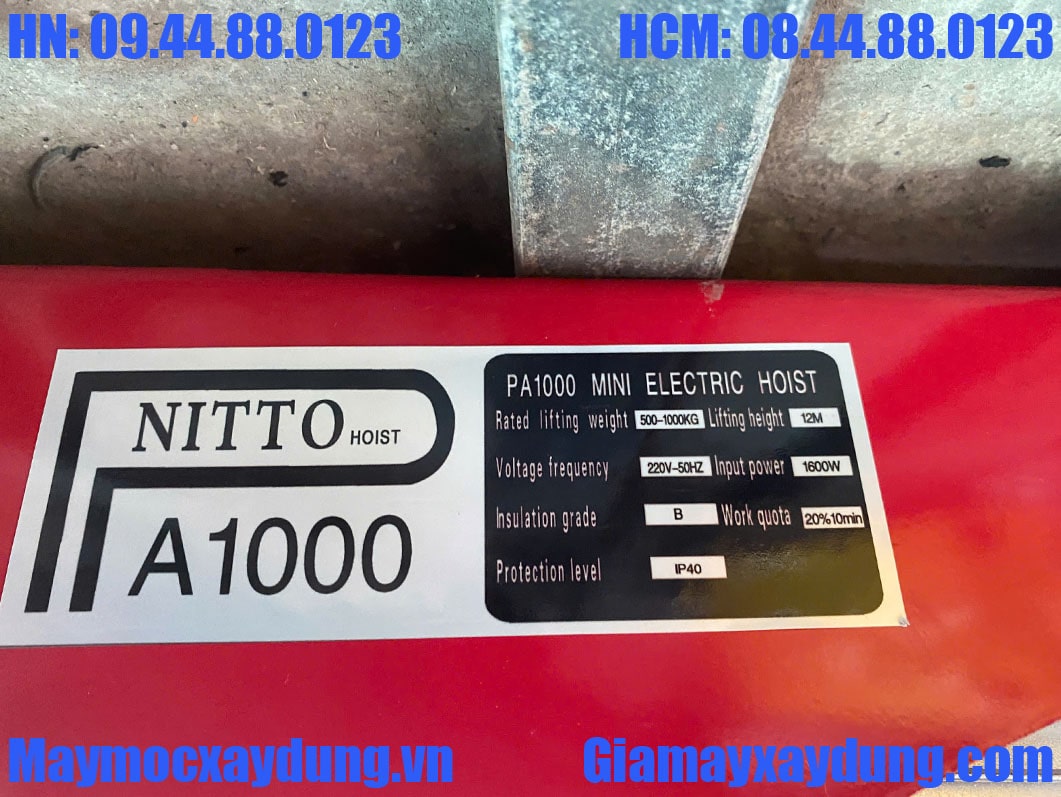 HN: 09.44.88.0123
HCM: 08.44.88.0123
NITTO HOIST
PA1000
PA1000 MINI ELECTRIC HOIST
Rated lifting weight 500-1000KG Lifting height 12M
Voltage frequency 220V-50HZ Input power 1600W
Insulation grade B Work quota 20%10min
Protection level IP40
Maymocxaydung.vn
Giamayxaydung.com